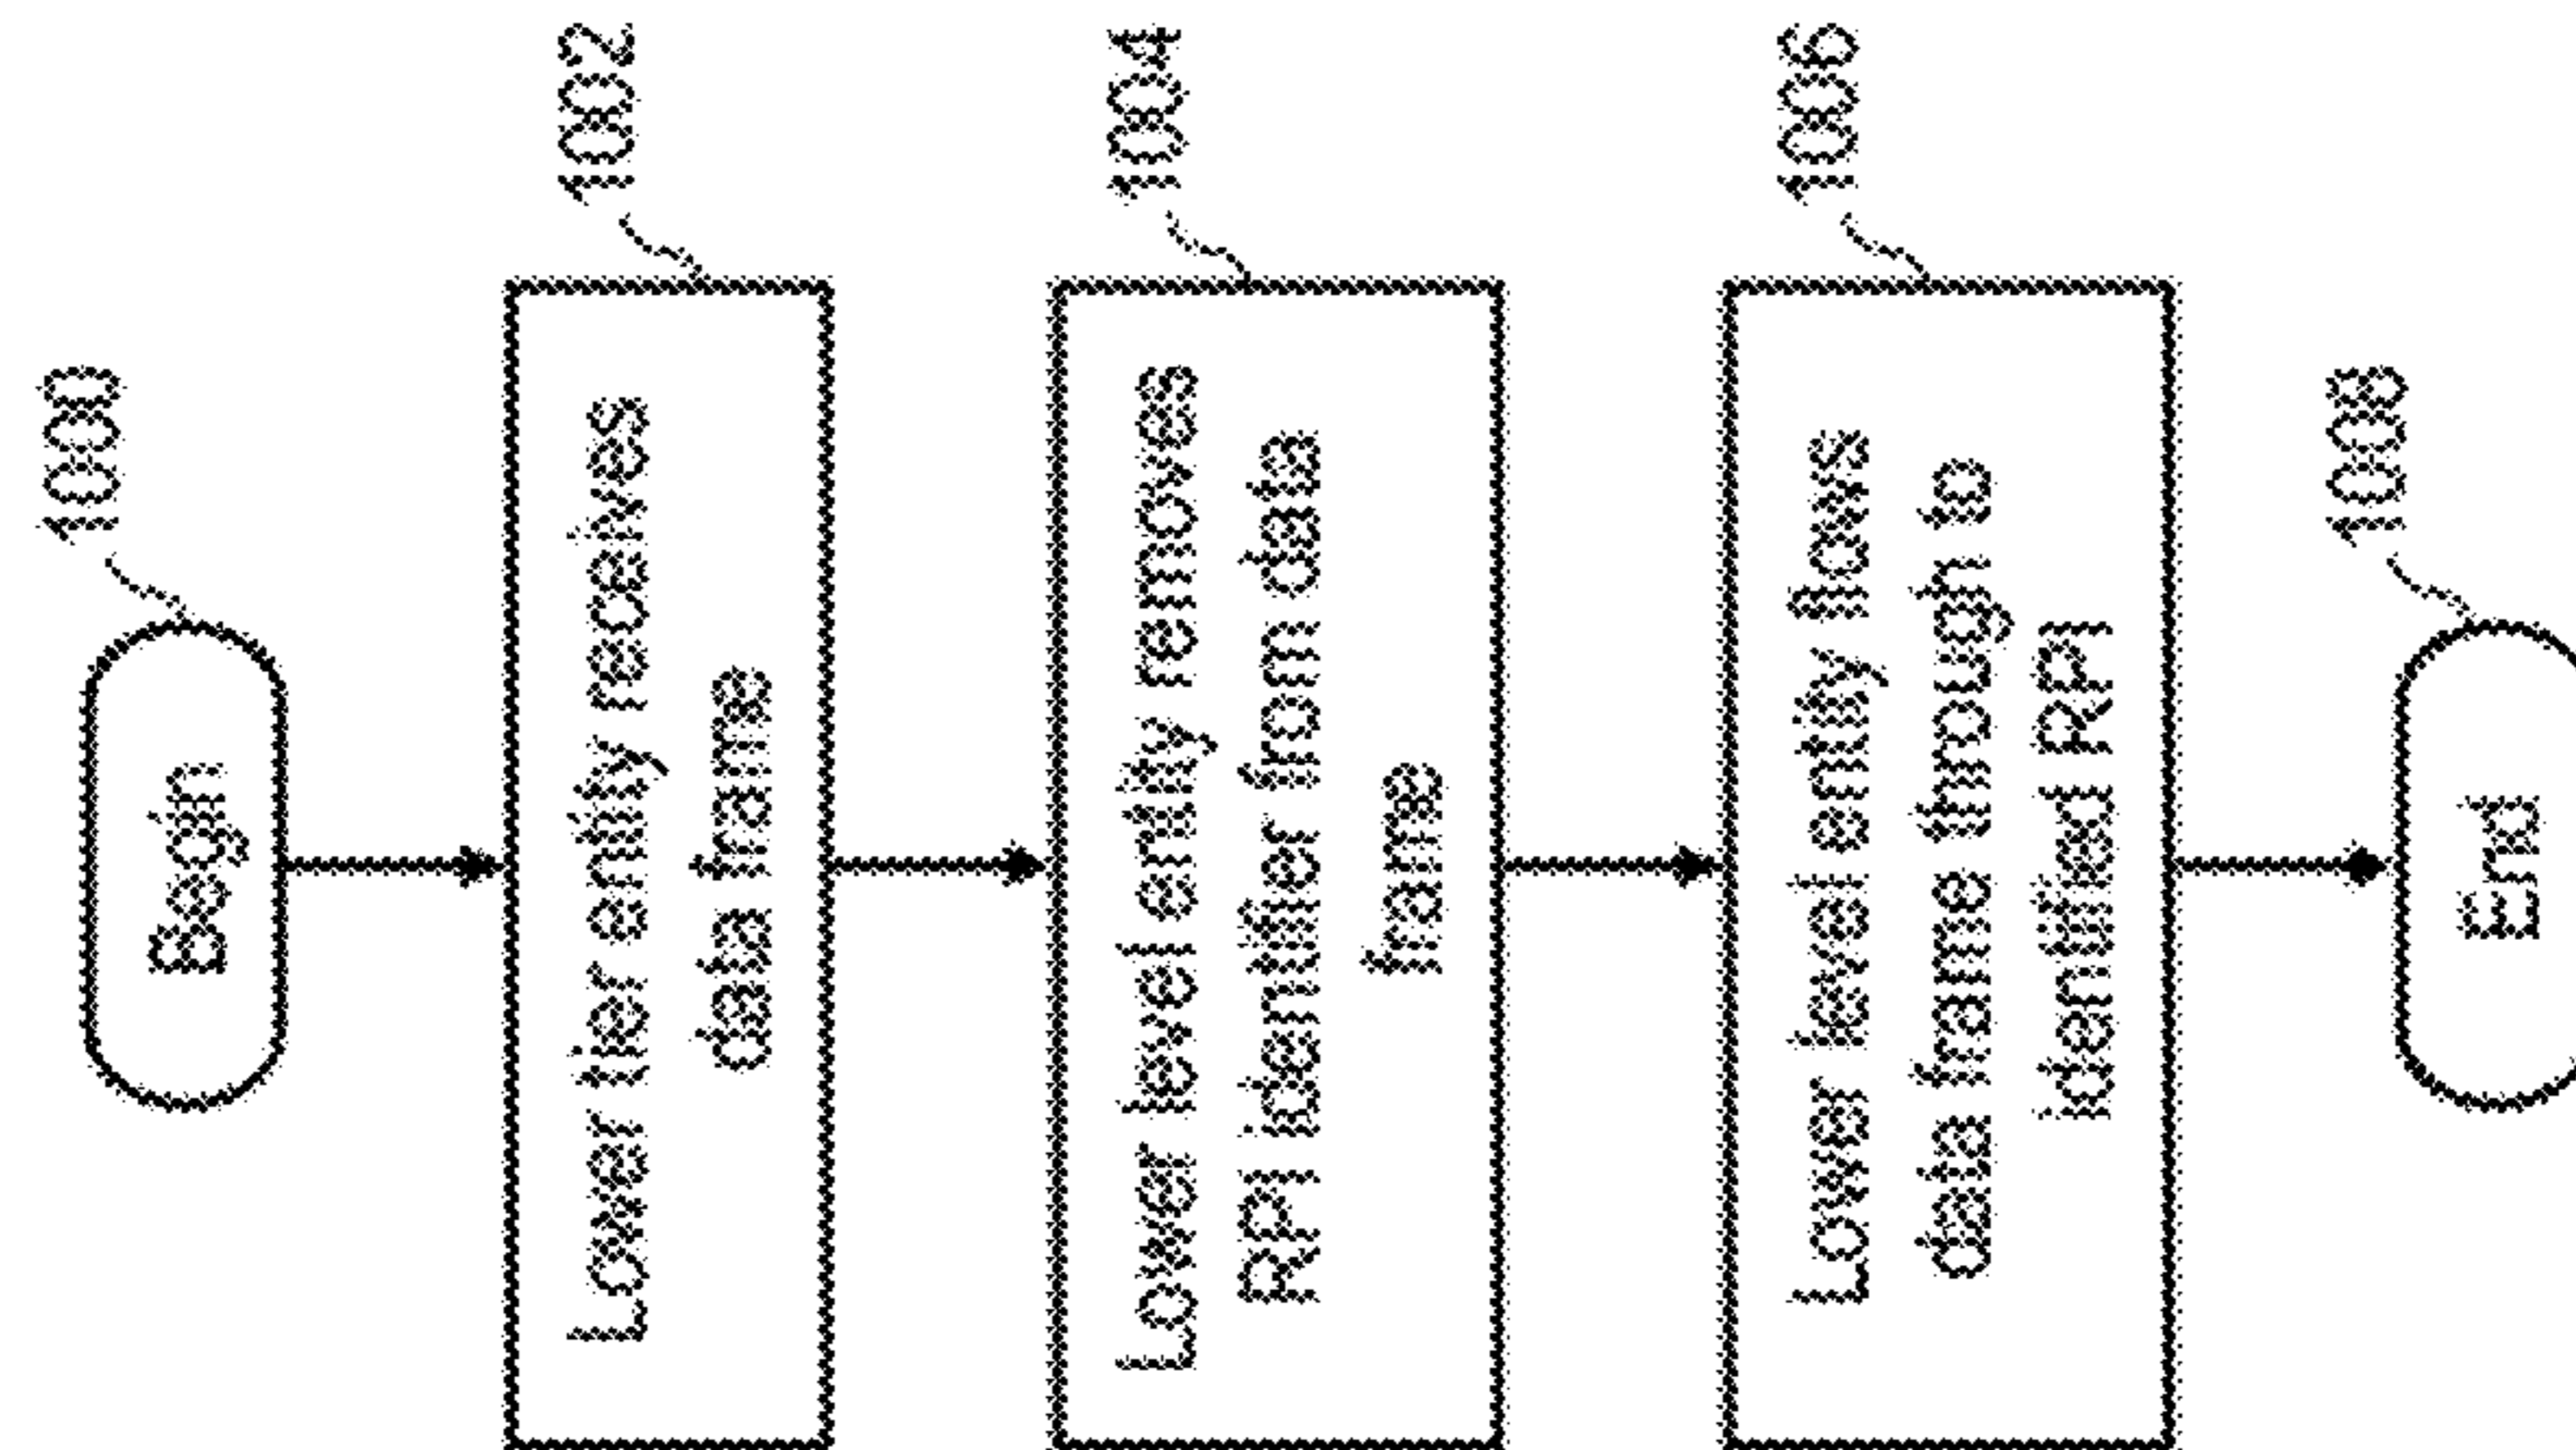 1000
Begin
1002
Lower tier entity receives
data frame
1004
Lower level entity removes
RPI identifier from data
frame
1006
Lower level entity flows
data frame through to
identified RPI
1008
End